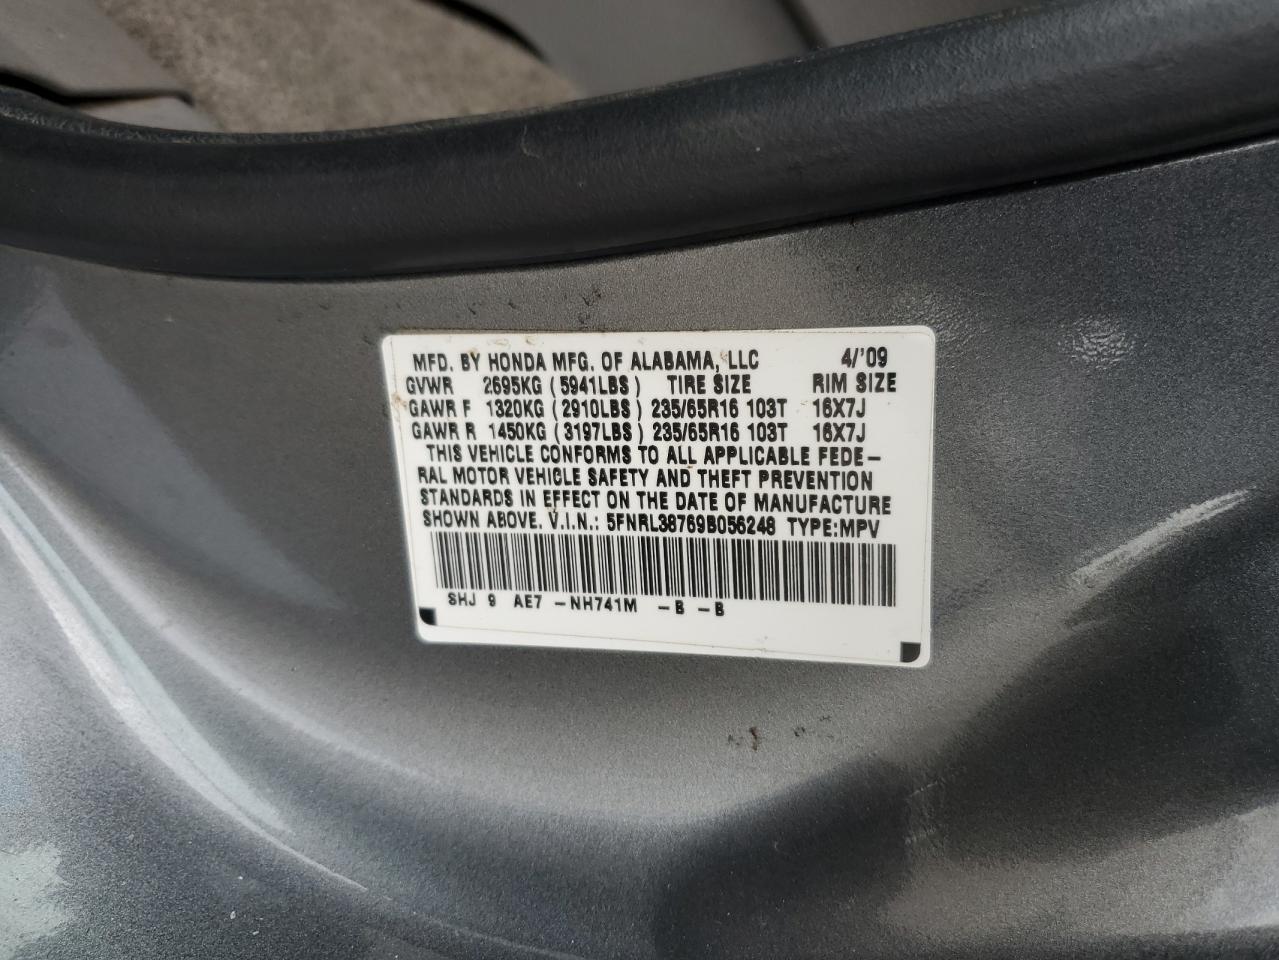 MFD. BY HONDA MFG. OF ALABAMA, LLC 4/'09
GVWR 2695KG (5941LBS) TIRE SIZE RIM SIZE
GAWR F 1320KG (2910LBS) 235/65R16 103T 16X7J
GAWR R 1450KG (3197LBS) 235/65R16 103T 16X7J
THIS VEHICLE CONFORMS TO ALL APPLICABLE FEDE-
RAL MOTOR VEHICLE SAFETY AND THEFT PREVENTION
STANDARDS IN EFFECT ON THE DATE OF MANUFACTURE
SHOWN ABOVE. V.I.N.: 5FNRL38769B056248 TYPE:MPV
SHJ 9 AE7 -NH741M -B -B